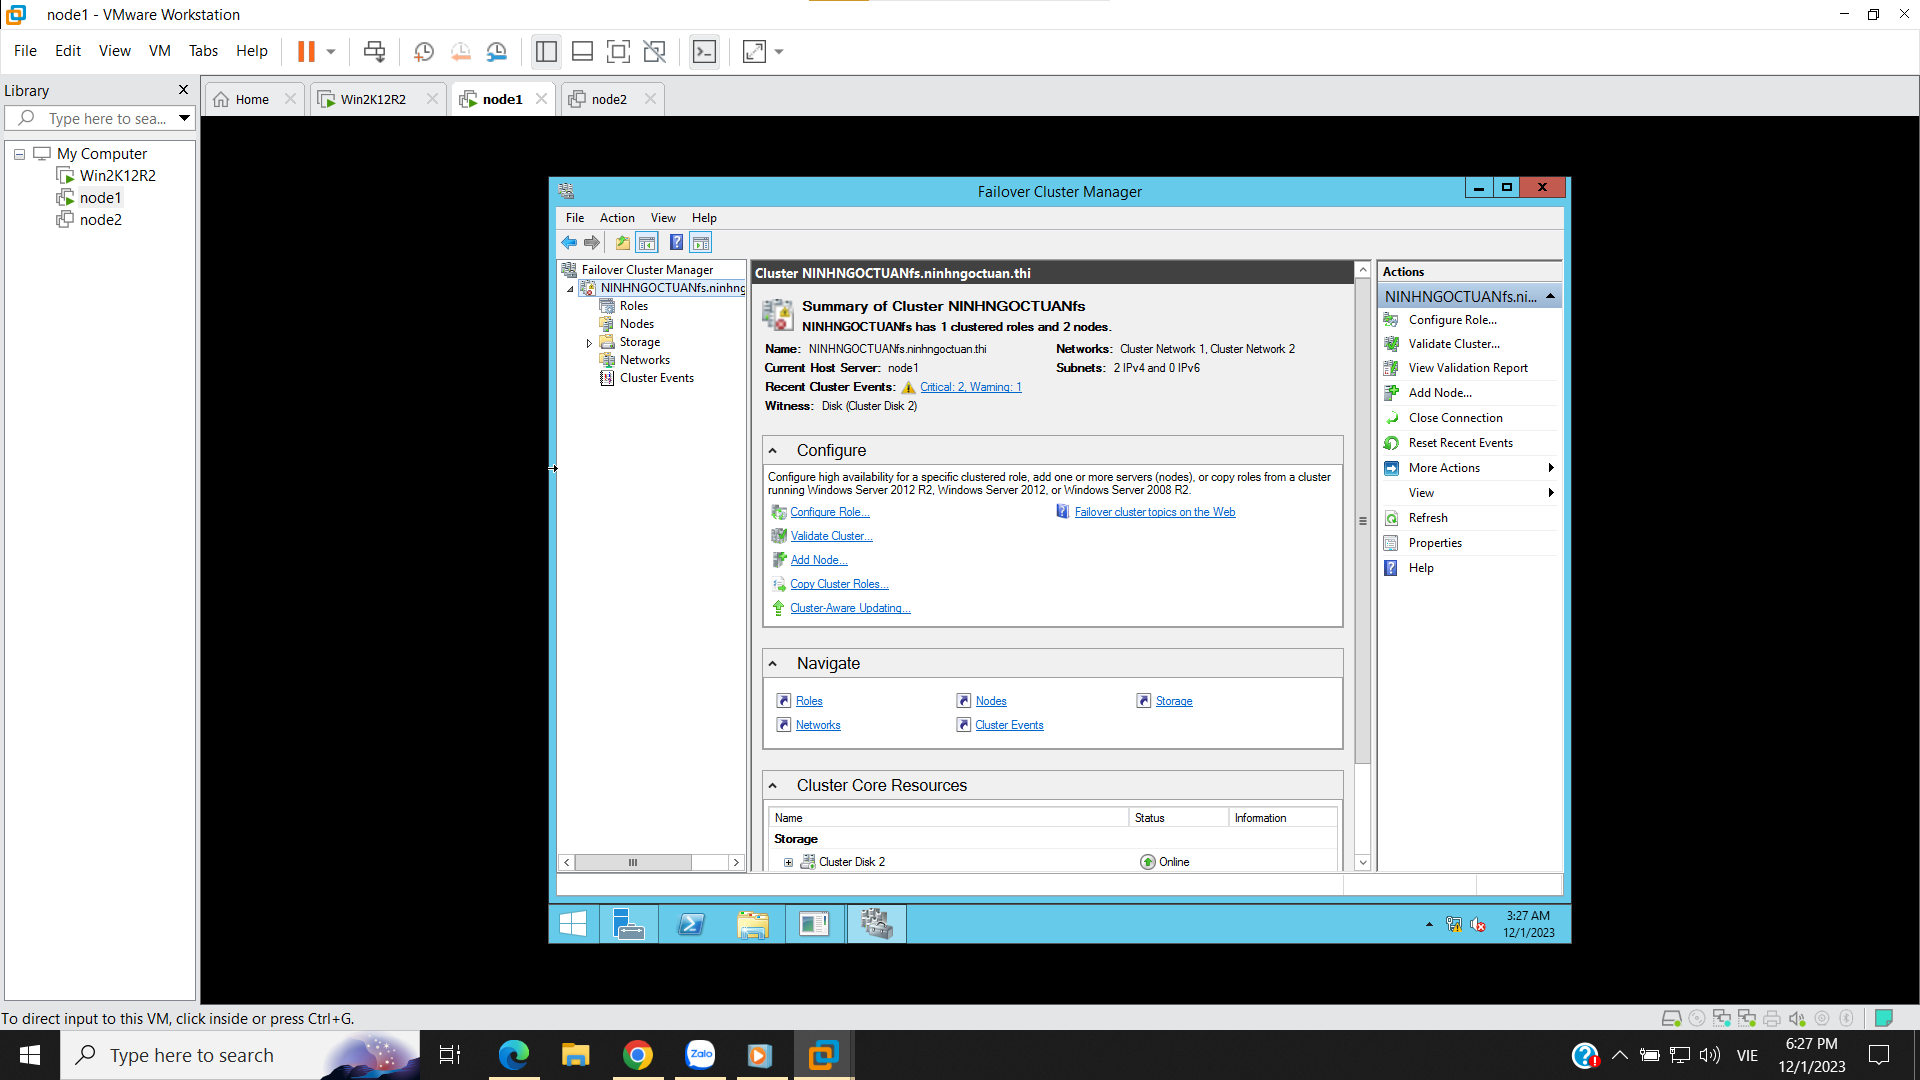 node1 - VMware Workstation
File Edit View VM Tabs Help
Library
Type here to sea...
My Computer
Win2K12R2
node1
node2
Home
Win2K12R2
node1
node2
Failover Cluster Manager
File Action View Help
Failover Cluster Manager
NINHNGOCTUANfs.ninhng
Roles
Nodes
Storage
Networks
Cluster Events
Cluster NINHNGOCTUANfs.ninhngoctuan.thi
Summary of Cluster NINHNGOCTUANfs
NINHNGOCTUANfs has 1 clustered roles and 2 nodes.
Name: NINHNGOCTUANfs.ninhngoctuan.thi
Networks: Cluster Network 1, Cluster Network 2
Current Host Server: node1
Subnets: 2 IPv4 and 0 IPv6
Recent Cluster Events: Critical: 2, Warning: 1
Witness: Disk (Cluster Disk 2)
Configure
Configure high availability for a specific clustered role, add one or more servers (nodes), or copy roles from a cluster
running Windows Server 2012 R2, Windows Server 2012, or Windows Server 2008 R2.
Configure Role...
Failover cluster topics on the Web
Validate Cluster...
Add Node...
Copy Cluster Roles...
Cluster-Aware Updating...
Navigate
Roles
Nodes
Storage
Networks
Cluster Events
Cluster Core Resources
Name Status Information
Storage
Cluster Disk 2 Online
Actions
NINHNGOCTUANfs.ni...
Configure Role...
Validate Cluster...
View Validation Report
Add Node...
Close Connection
Reset Recent Events
More Actions
View
Refresh
Properties
Help
3:27 AM
12/1/2023
To direct input to this VM, click inside or press Ctrl+G.
Type here to search
Zalo
VIE
6:27 PM
12/1/2023